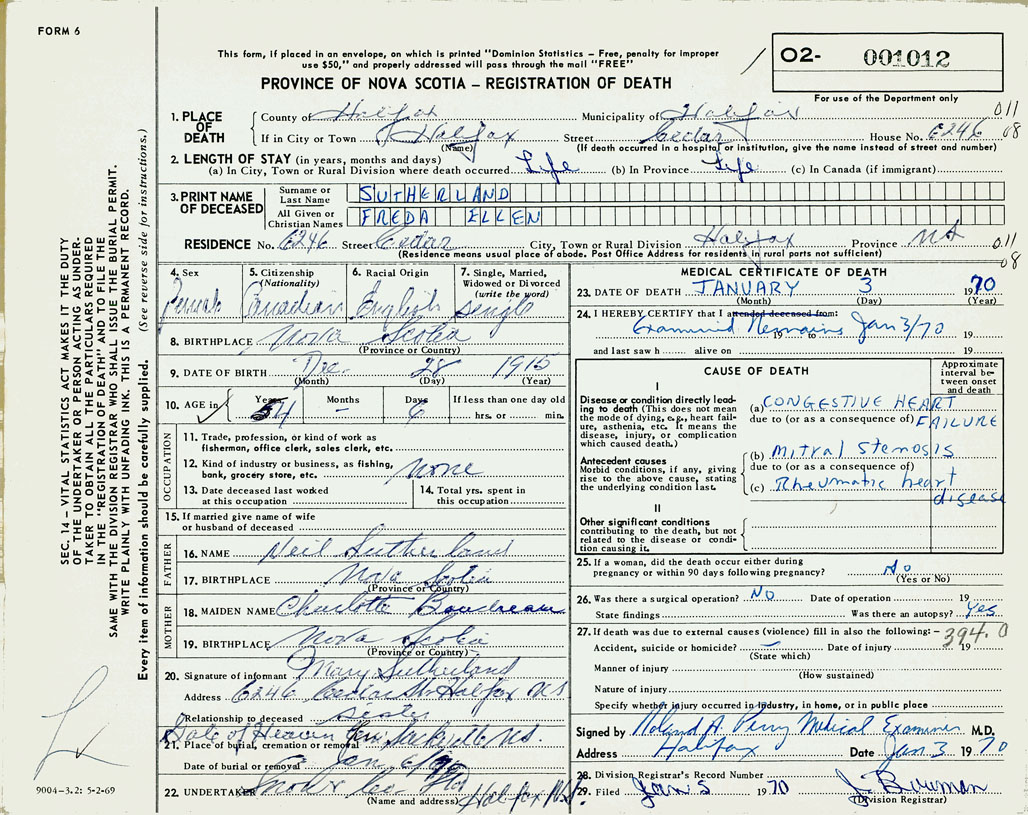 FORM 6
This form, if placed in an envelope, on which is printed "Dominion Statistics – Free, penalty for improper
use $50," and properly addressed will pass through the mail "FREE"
PROVINCE OF NOVA SCOTIA – REGISTRATION OF DEATH
O2- 001012
For use of the Department only
011
08
1. PLACE OF DEATH
County of Halifax Municipality of Halifax
If in City or Town Halifax Street Cedar House No. 6246
(Name) (If death occurred in a hospital or institution, give the name instead of street and number)
2. LENGTH OF STAY (in years, months and days)
(a) In City, Town or Rural Division where death occurred Life (b) In Province Life (c) In Canada (if immigrant)
3. PRINT NAME OF DECEASED
Surname or Last Name SUTHERLAND
All Given or Christian Names FREDA ELLEN
RESIDENCE No. 6246 Street Cedar City, Town or Rural Division Halifax Province NS
(Residence means usual place of abode. Post Office Address for residents in rural parts not sufficient)
011
08
4. Sex Female
5. Citizenship (Nationality) Canadian
6. Racial Origin English
7. Single, Married, Widowed or Divorced (write the word) single
8. BIRTHPLACE Nova Scotia
(Province or Country)
9. DATE OF BIRTH Dec. 28 1915
(Month) (Day) (Year)
10. AGE in Years 54 Months - Days 6 If less than one day old
hrs. or min.
OCCUPATION
11. Trade, profession, or kind of work as
fisherman, office clerk, sales clerk, etc.
12. Kind of industry or business, as fishing,
bank, grocery store, etc. none
13. Date deceased last worked
at this occupation
14. Total yrs. spent in
this occupation
15. If married give name of wife
or husband of deceased
FATHER
16. NAME Neil Sutherland
17. BIRTHPLACE Nova Scotia
(Province or Country)
MOTHER
18. MAIDEN NAME Charlotte Boudreau
19. BIRTHPLACE Nova Scotia
(Province or Country)
20. Signature of informant Mary Sutherland
Address 6246 Cedar St Halifax NS
Relationship to deceased sister
Gate of Heaven Sackville NS.
21. Place of burial, cremation or removal
Date of burial or removal Jan 6/70
22. UNDERTAKER Snow & Co Halifax N.S.
(Name and address)
MEDICAL CERTIFICATE OF DEATH
23. DATE OF DEATH JANUARY 3 1970
(Month) (Day) (Year)
24. I HEREBY CERTIFY that I attended deceased from:
Examined Remains Jan 3/70 19 to 19
and last saw h alive on 19
CAUSE OF DEATH
Approximate interval between onset and death
I
Disease or condition directly leading to death (This does not mean the mode of dying, e.g., heart failure, asthenia, etc. It means the disease, injury, or complication which caused death.)
(a) CONGESTIVE HEART
due to (or as a consequence of) FAILURE
Antecedent causes
Morbid conditions, if any, giving rise to the above cause, stating the underlying condition last.
(b) Mitral stenosis
due to (or as a consequence of)
(c) Rheumatic heart
disease
II
Other significant conditions
contributing to the death, but not related to the disease or condition causing it.
25. If a woman, did the death occur either during
pregnancy or within 90 days following pregnancy? No
(Yes or No)
26. Was there a surgical operation? No Date of operation 19
State findings Was there an autopsy? Yes
27. If death was due to external causes (violence) fill in also the following: – 394.0
Accident, suicide or homicide? Date of injury 19
(State which)
Manner of injury
(How sustained)
Nature of injury
Specify whether injury occurred in industry, in home, or in public place
Signed by Roland A. Perry Medical Examiner M.D.
Address Halifax Date Jan 3 1970
28. Division Registrar's Record Number
29. Filed Jan 5 1970
(Division Registrar)
SEC. 14 – VITAL STATISTICS ACT MAKES IT THE DUTY
OF THE UNDERTAKER OR PERSON ACTING AS UNDER-
TAKER TO OBTAIN ALL THE PARTICULARS REQUIRED
IN THE "REGISTRATION OF DEATH" AND TO FILE THE
SAME WITH THE DIVISION REGISTRAR WHO SHALL ISSUE THE BURIAL PERMIT.
WRITE PLAINLY WITH UNFADING INK. THIS IS A PERMANENT RECORD.
Every item of information should be carefully supplied. (See reverse side for instructions.)
9004-3.2: 5-2-69